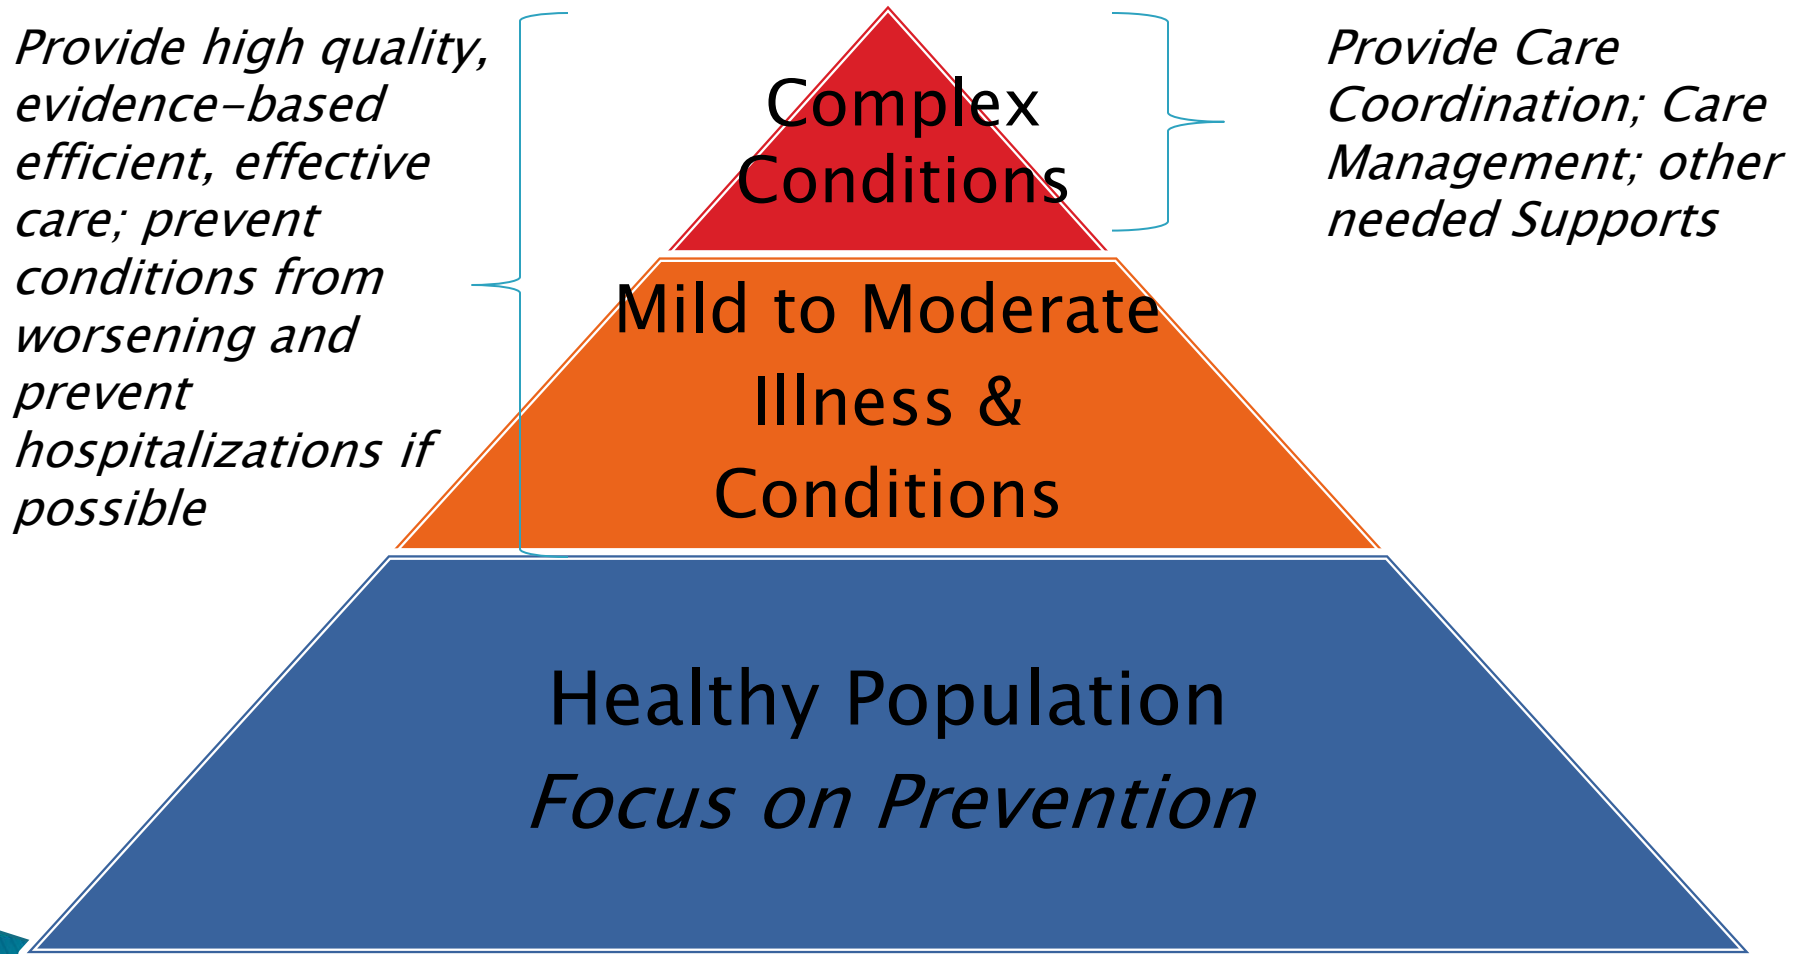 Provide high quality,
evidence-based
efficient, effective
care; prevent
conditions from
worsening and
prevent
hospitalizations if
possible
Complex
Conditions
Provide Care
Coordination; Care
Management; other
needed Supports
Mild to Moderate
Illness &
Conditions
Healthy Population
Focus on Prevention